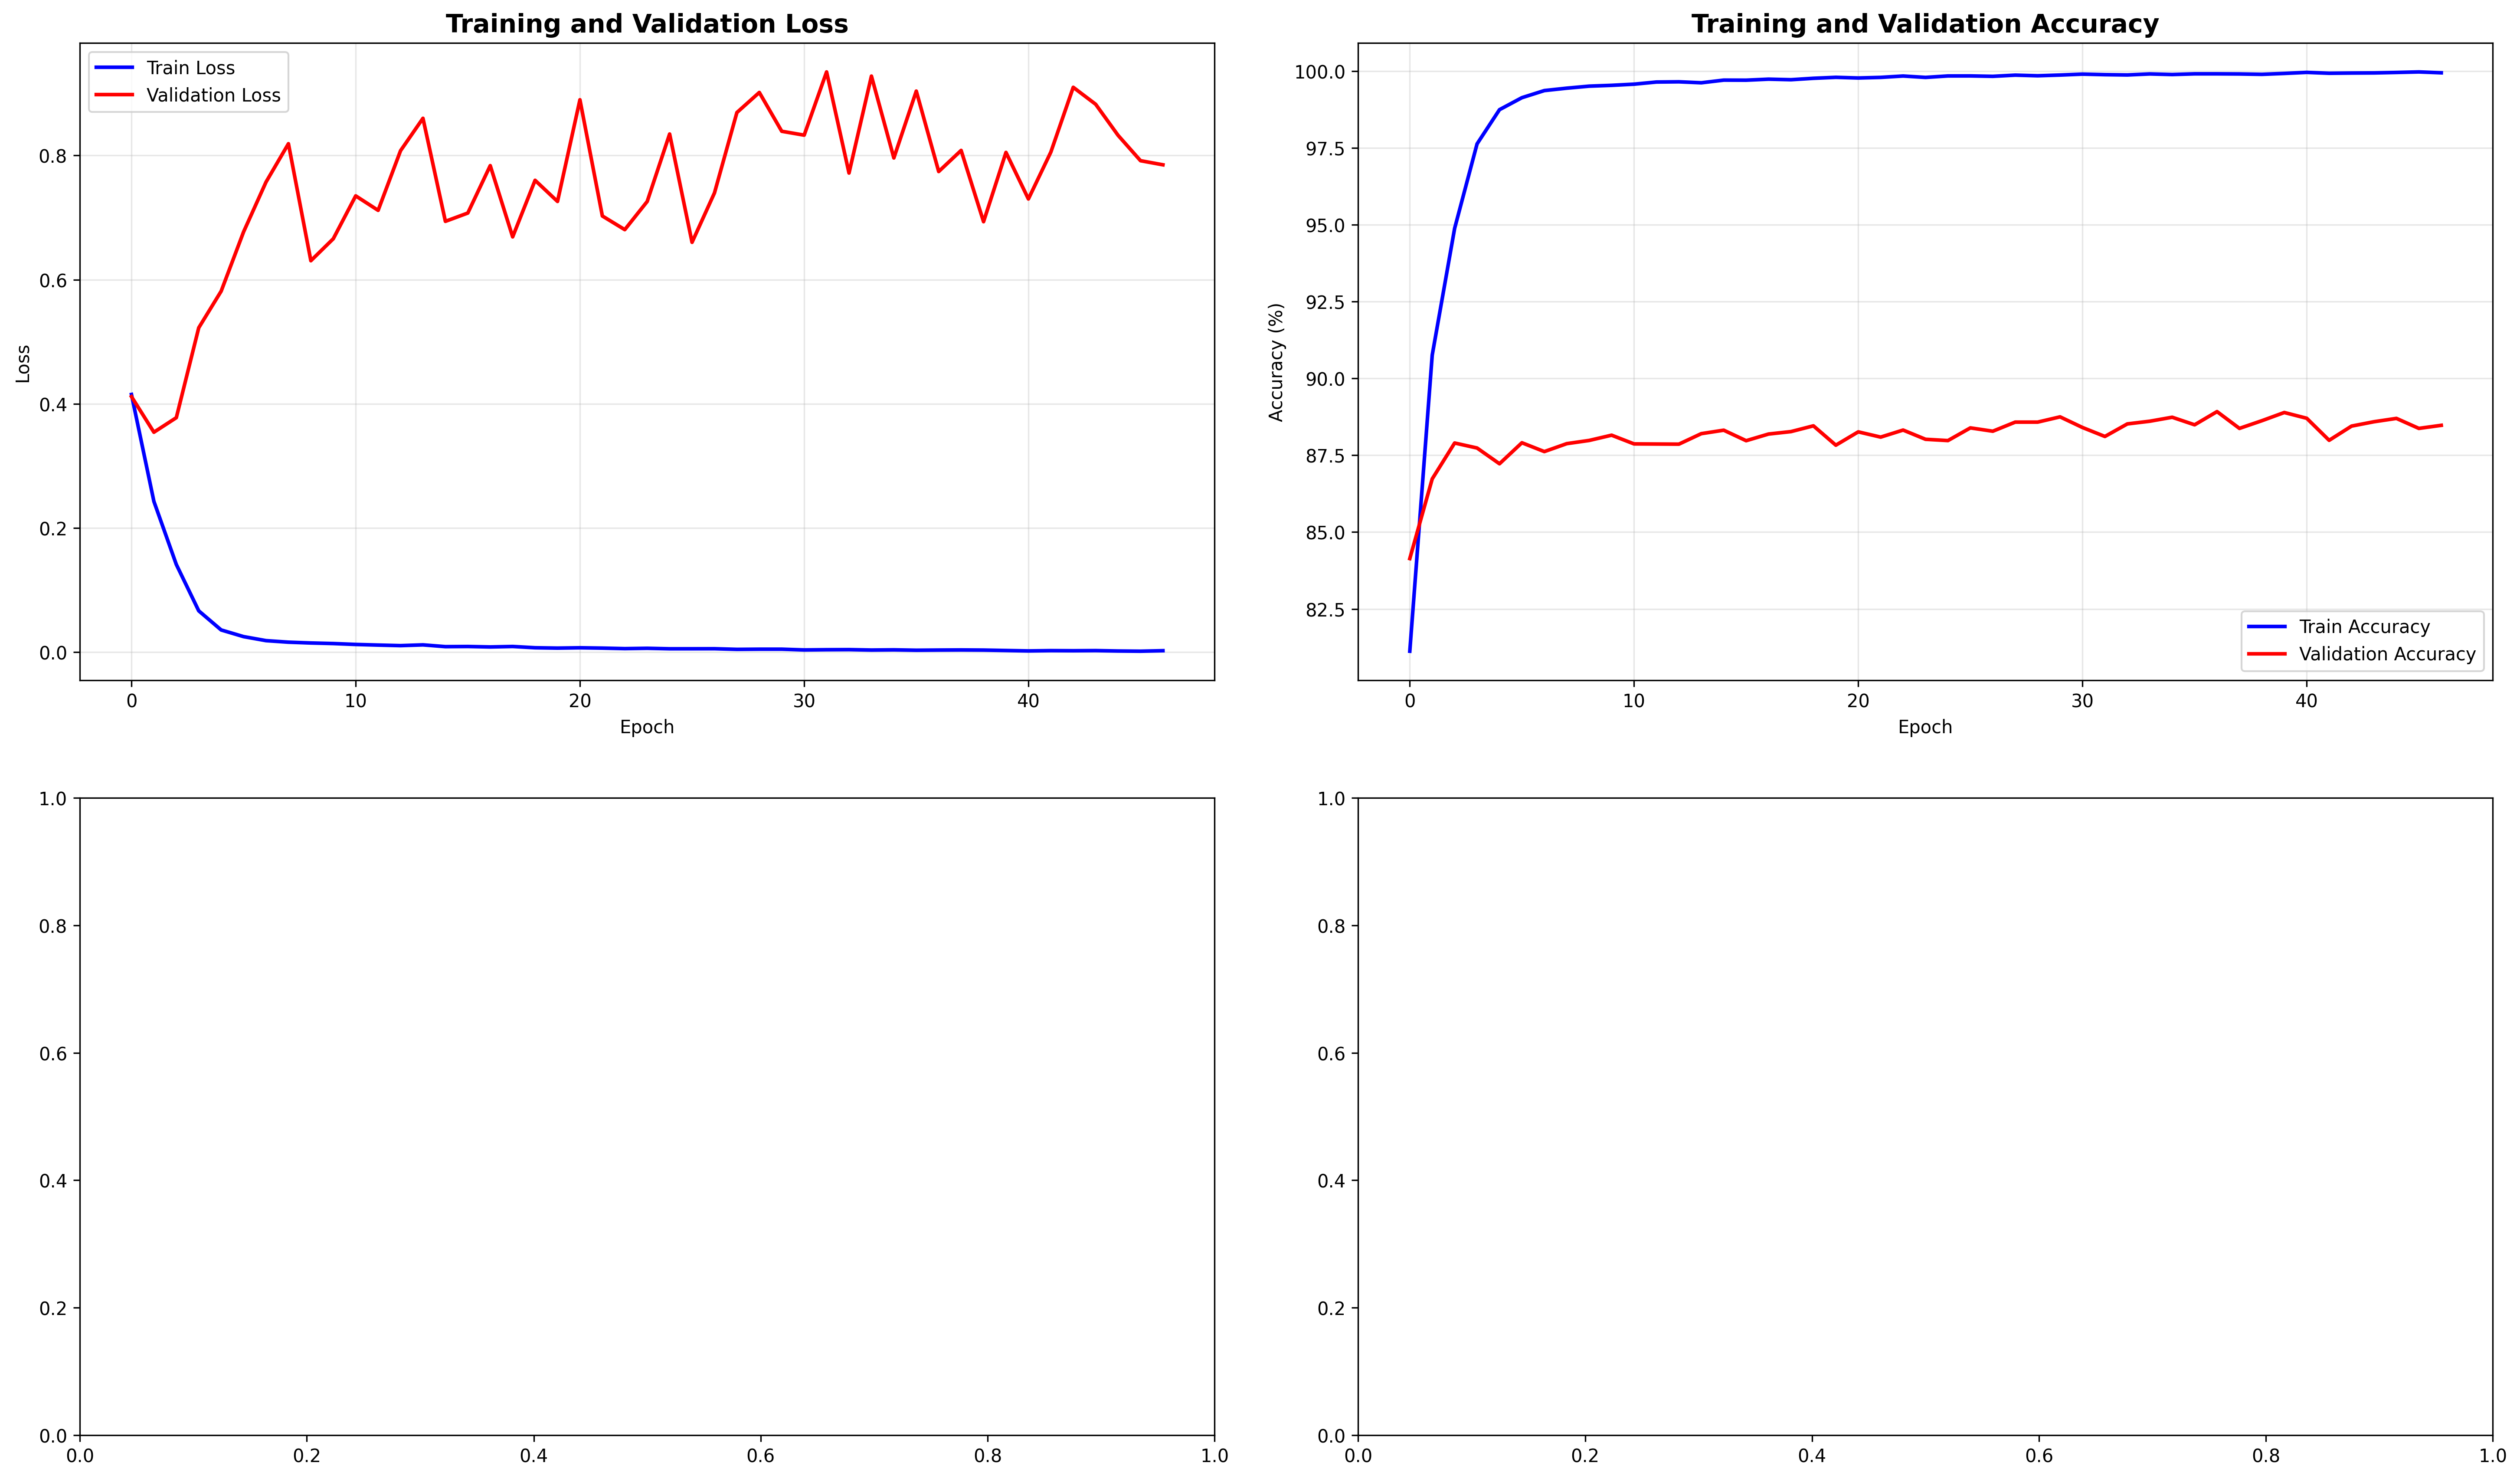 Training and Validation Loss
Train Loss
Validation Loss
Loss
0.8
0.6
0.4
0.2
0.0
0 10 20 30 40
Epoch
Training and Validation Accuracy
Accuracy (%)
100.0
97.5
95.0
92.5
90.0
87.5
85.0
82.5
Train Accuracy
Validation Accuracy
0 10 20 30 40
Epoch
1.0
0.8
0.6
0.4
0.2
0.0
0.0 0.2 0.4 0.6 0.8 1.0
1.0
0.8
0.6
0.4
0.2
0.0
0.0 0.2 0.4 0.6 0.8 1.0